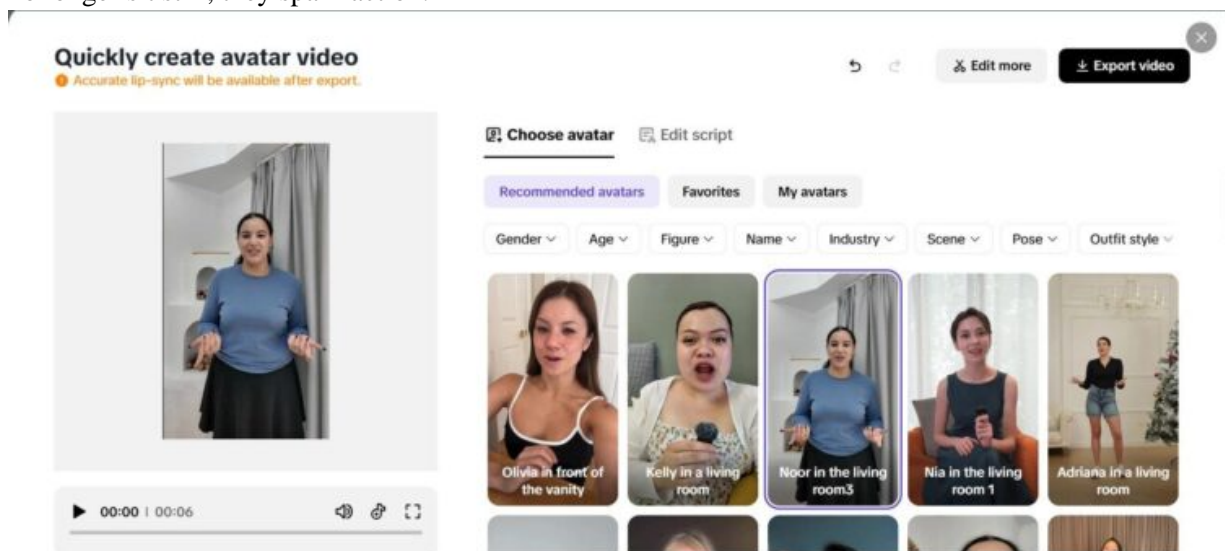 Quickly create avatar video
Accurate lip-sync will be available after export.
Edit more
Export video
Choose avatar
Edit script
Recommended avatars
Favorites
My avatars
Gender
Age
Figure
Name
Industry
Scene
Pose
Outfit style
Olivia in front of
the vanity
Kelly in a living
room
Noor in the living
room3
Nia in the living
room 1
Adriana in a living
room
00:00 | 00:06